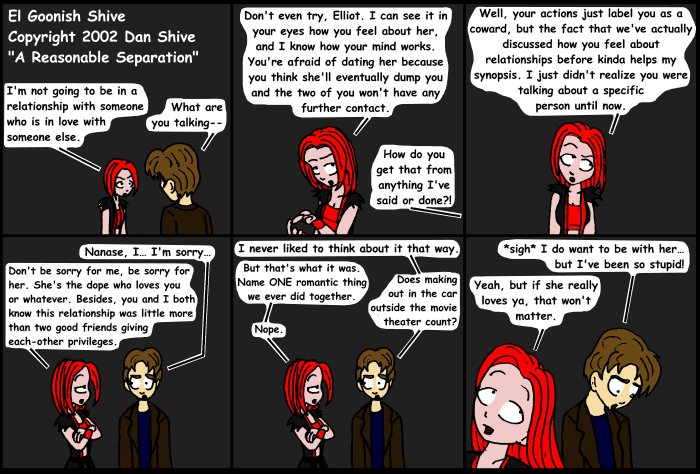 El Goonish Shive
Copyright 2002 Dan Shive
"A Reasonable Separation"
I'm not going to be in a
relationship with someone
who is in love with
someone else.
What are
you talking--
Don't even try, Elliot. I can see it in
your eyes how you feel about her,
and I know how your mind works.
You're afraid of dating her because
you think she'll eventually dump you
and the two of you won't have any
further contact.
How do you
get that from
anything I've
said or done?!
Well, your actions just label you as a
coward, but the fact that we've actually
discussed how you feel about
relationships before kinda helps my
synopsis. I just didn't realize you were
talking about a specific
person until now.
Nanase, I... I'm sorry...
Don't be sorry for me, be sorry for
her. She's the dope who loves you
or whatever. Besides, you and I both
know this relationship was little more
than two good friends giving
each-other privileges.
I never liked to think about it that way.
But that's what it was.
Name ONE romantic thing
we ever did together.
Does making
out in the car
outside the movie
theater count?
Nope.
*sigh* I do want to be with her...
but I've been so stupid!
Yeah, but if she really
loves ya, that won't
matter.